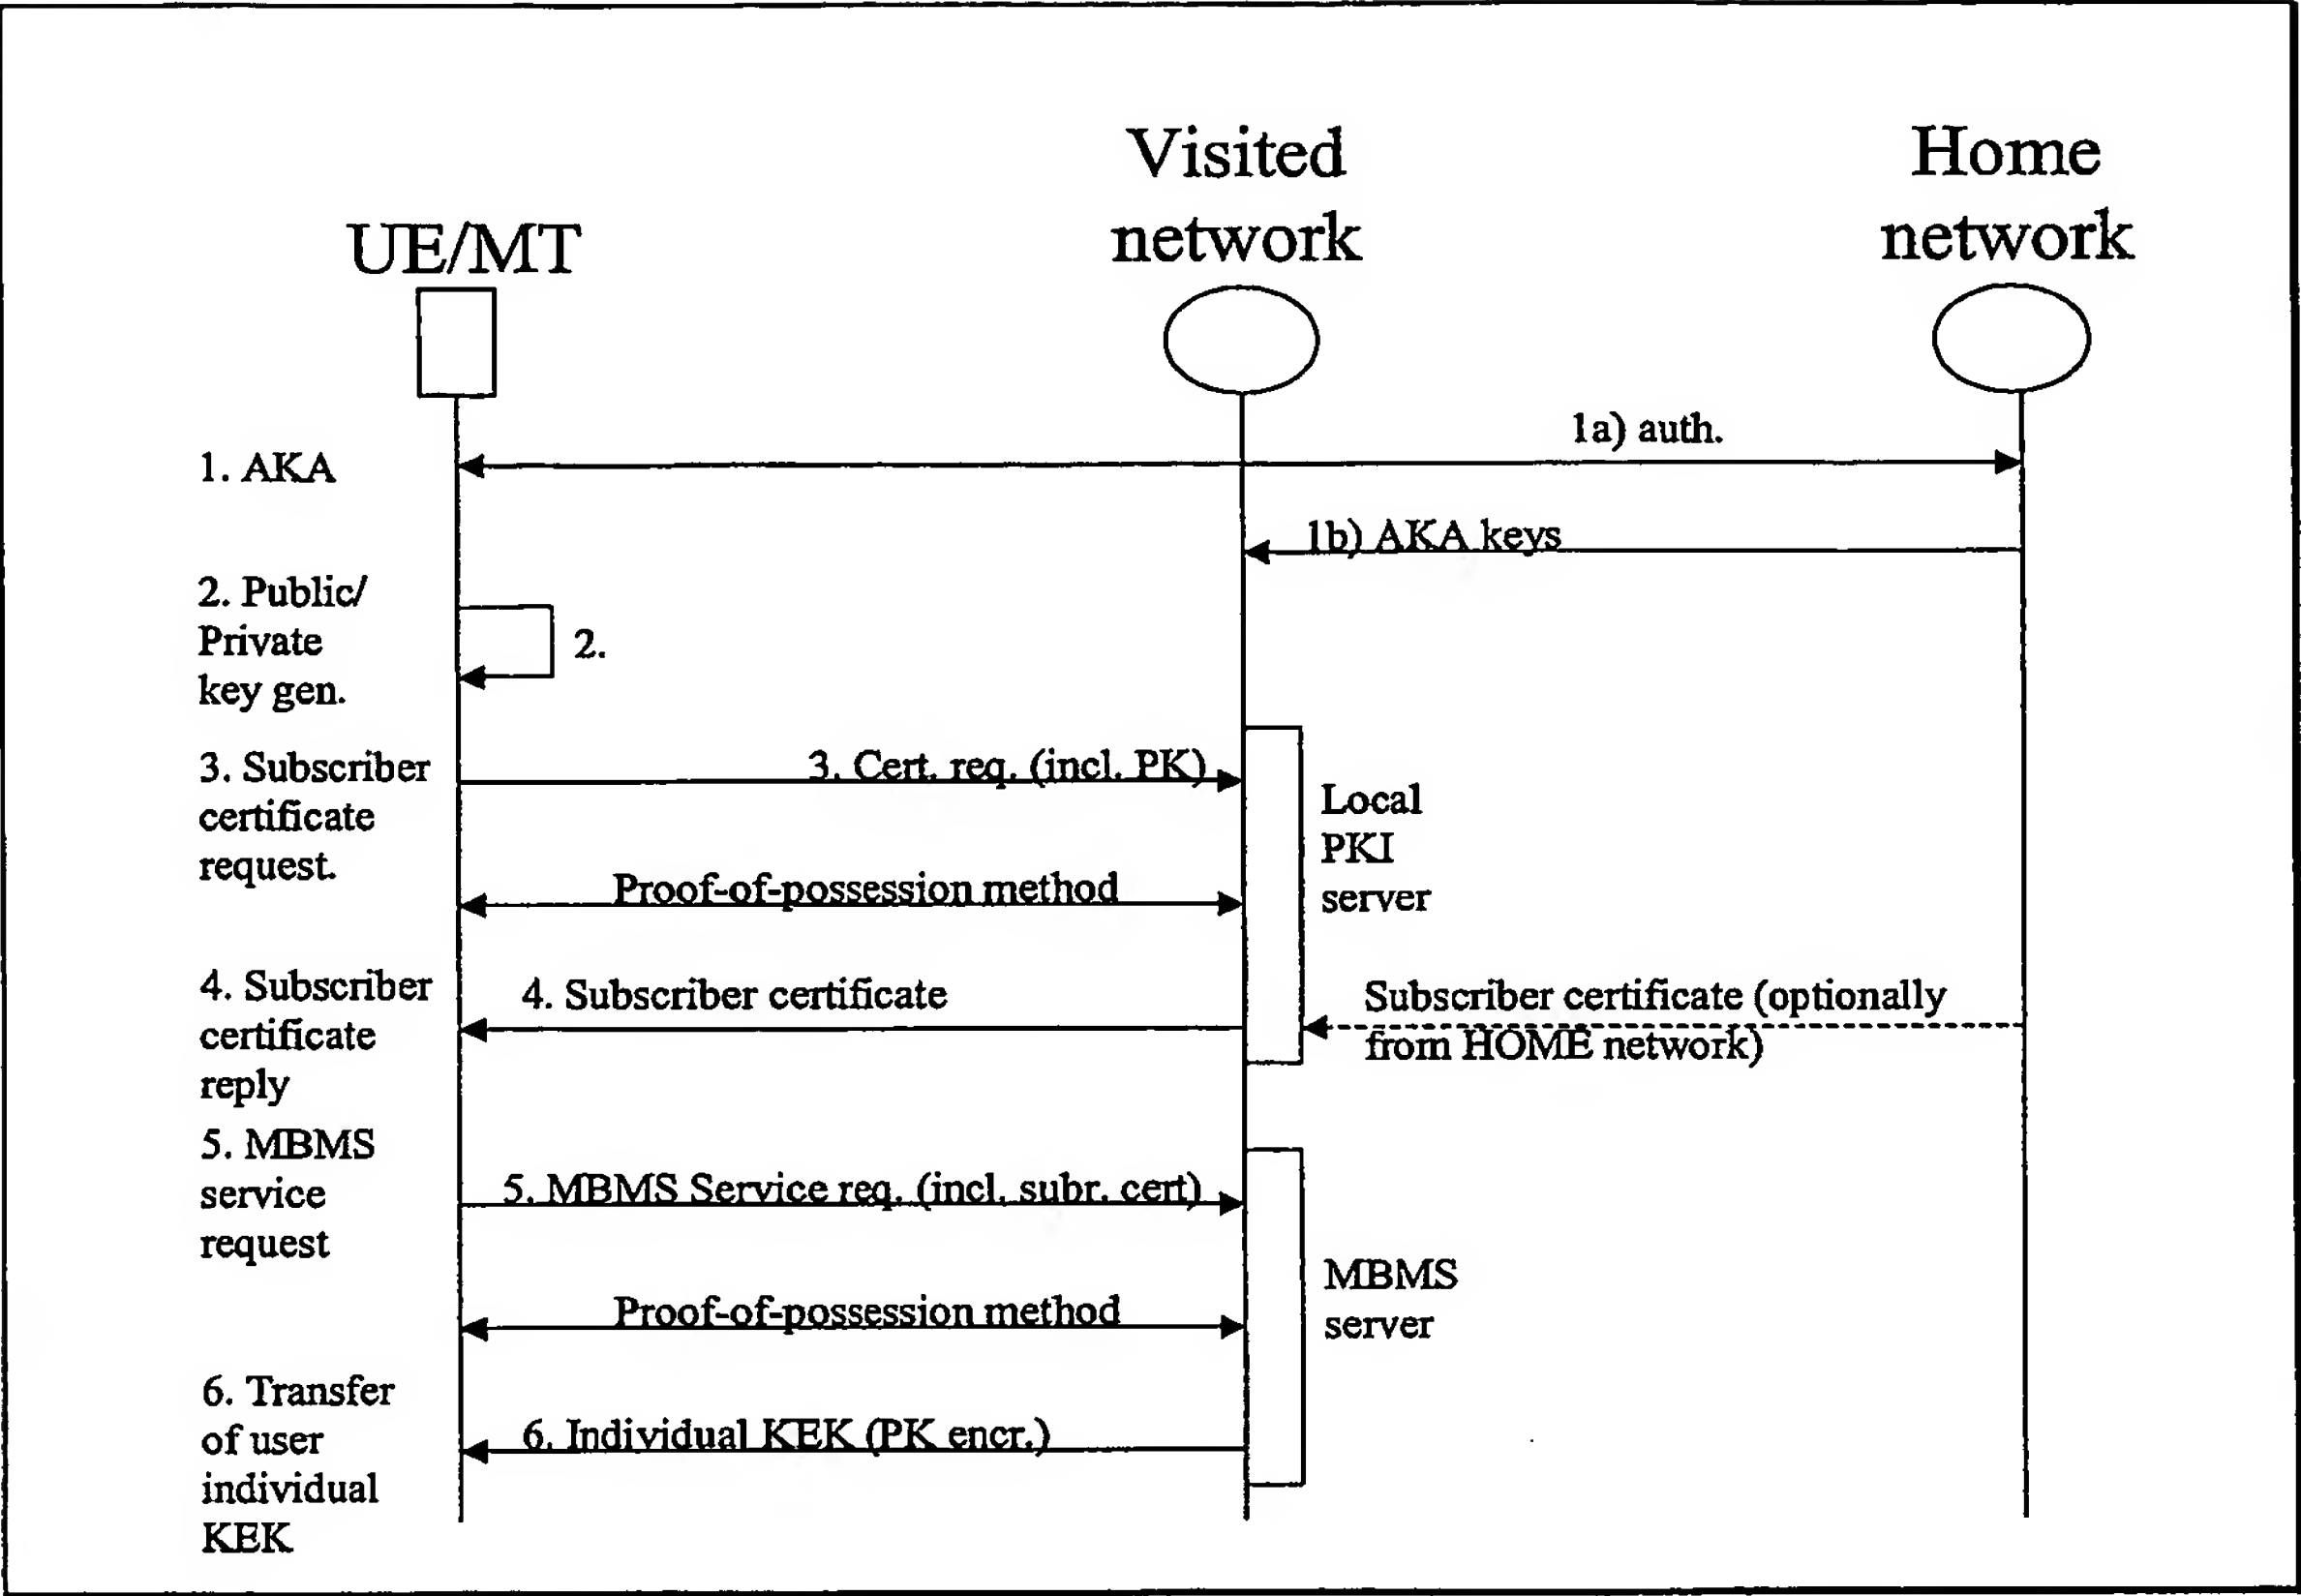 Visited
network
Home
network
UE/MT
1a) auth.
1. AKA
1b) AKA keys
2. Public/
Private
key gen.
2.
3. Subscriber
certificate
request.
3. Cert. req. (incl. PK)
Local
PKI
server
Proof-of-possession method
4. Subscriber
certificate
reply
4. Subscriber certificate
Subscriber certificate (optionally
from HOME network)
5. MBMS
service
request
5. MBMS Service req. (incl. subr. cert)
MBMS
server
Proof-of-possession method
6. Transfer
of user
individual
KEK
6. Individual KEK (PK encr.)